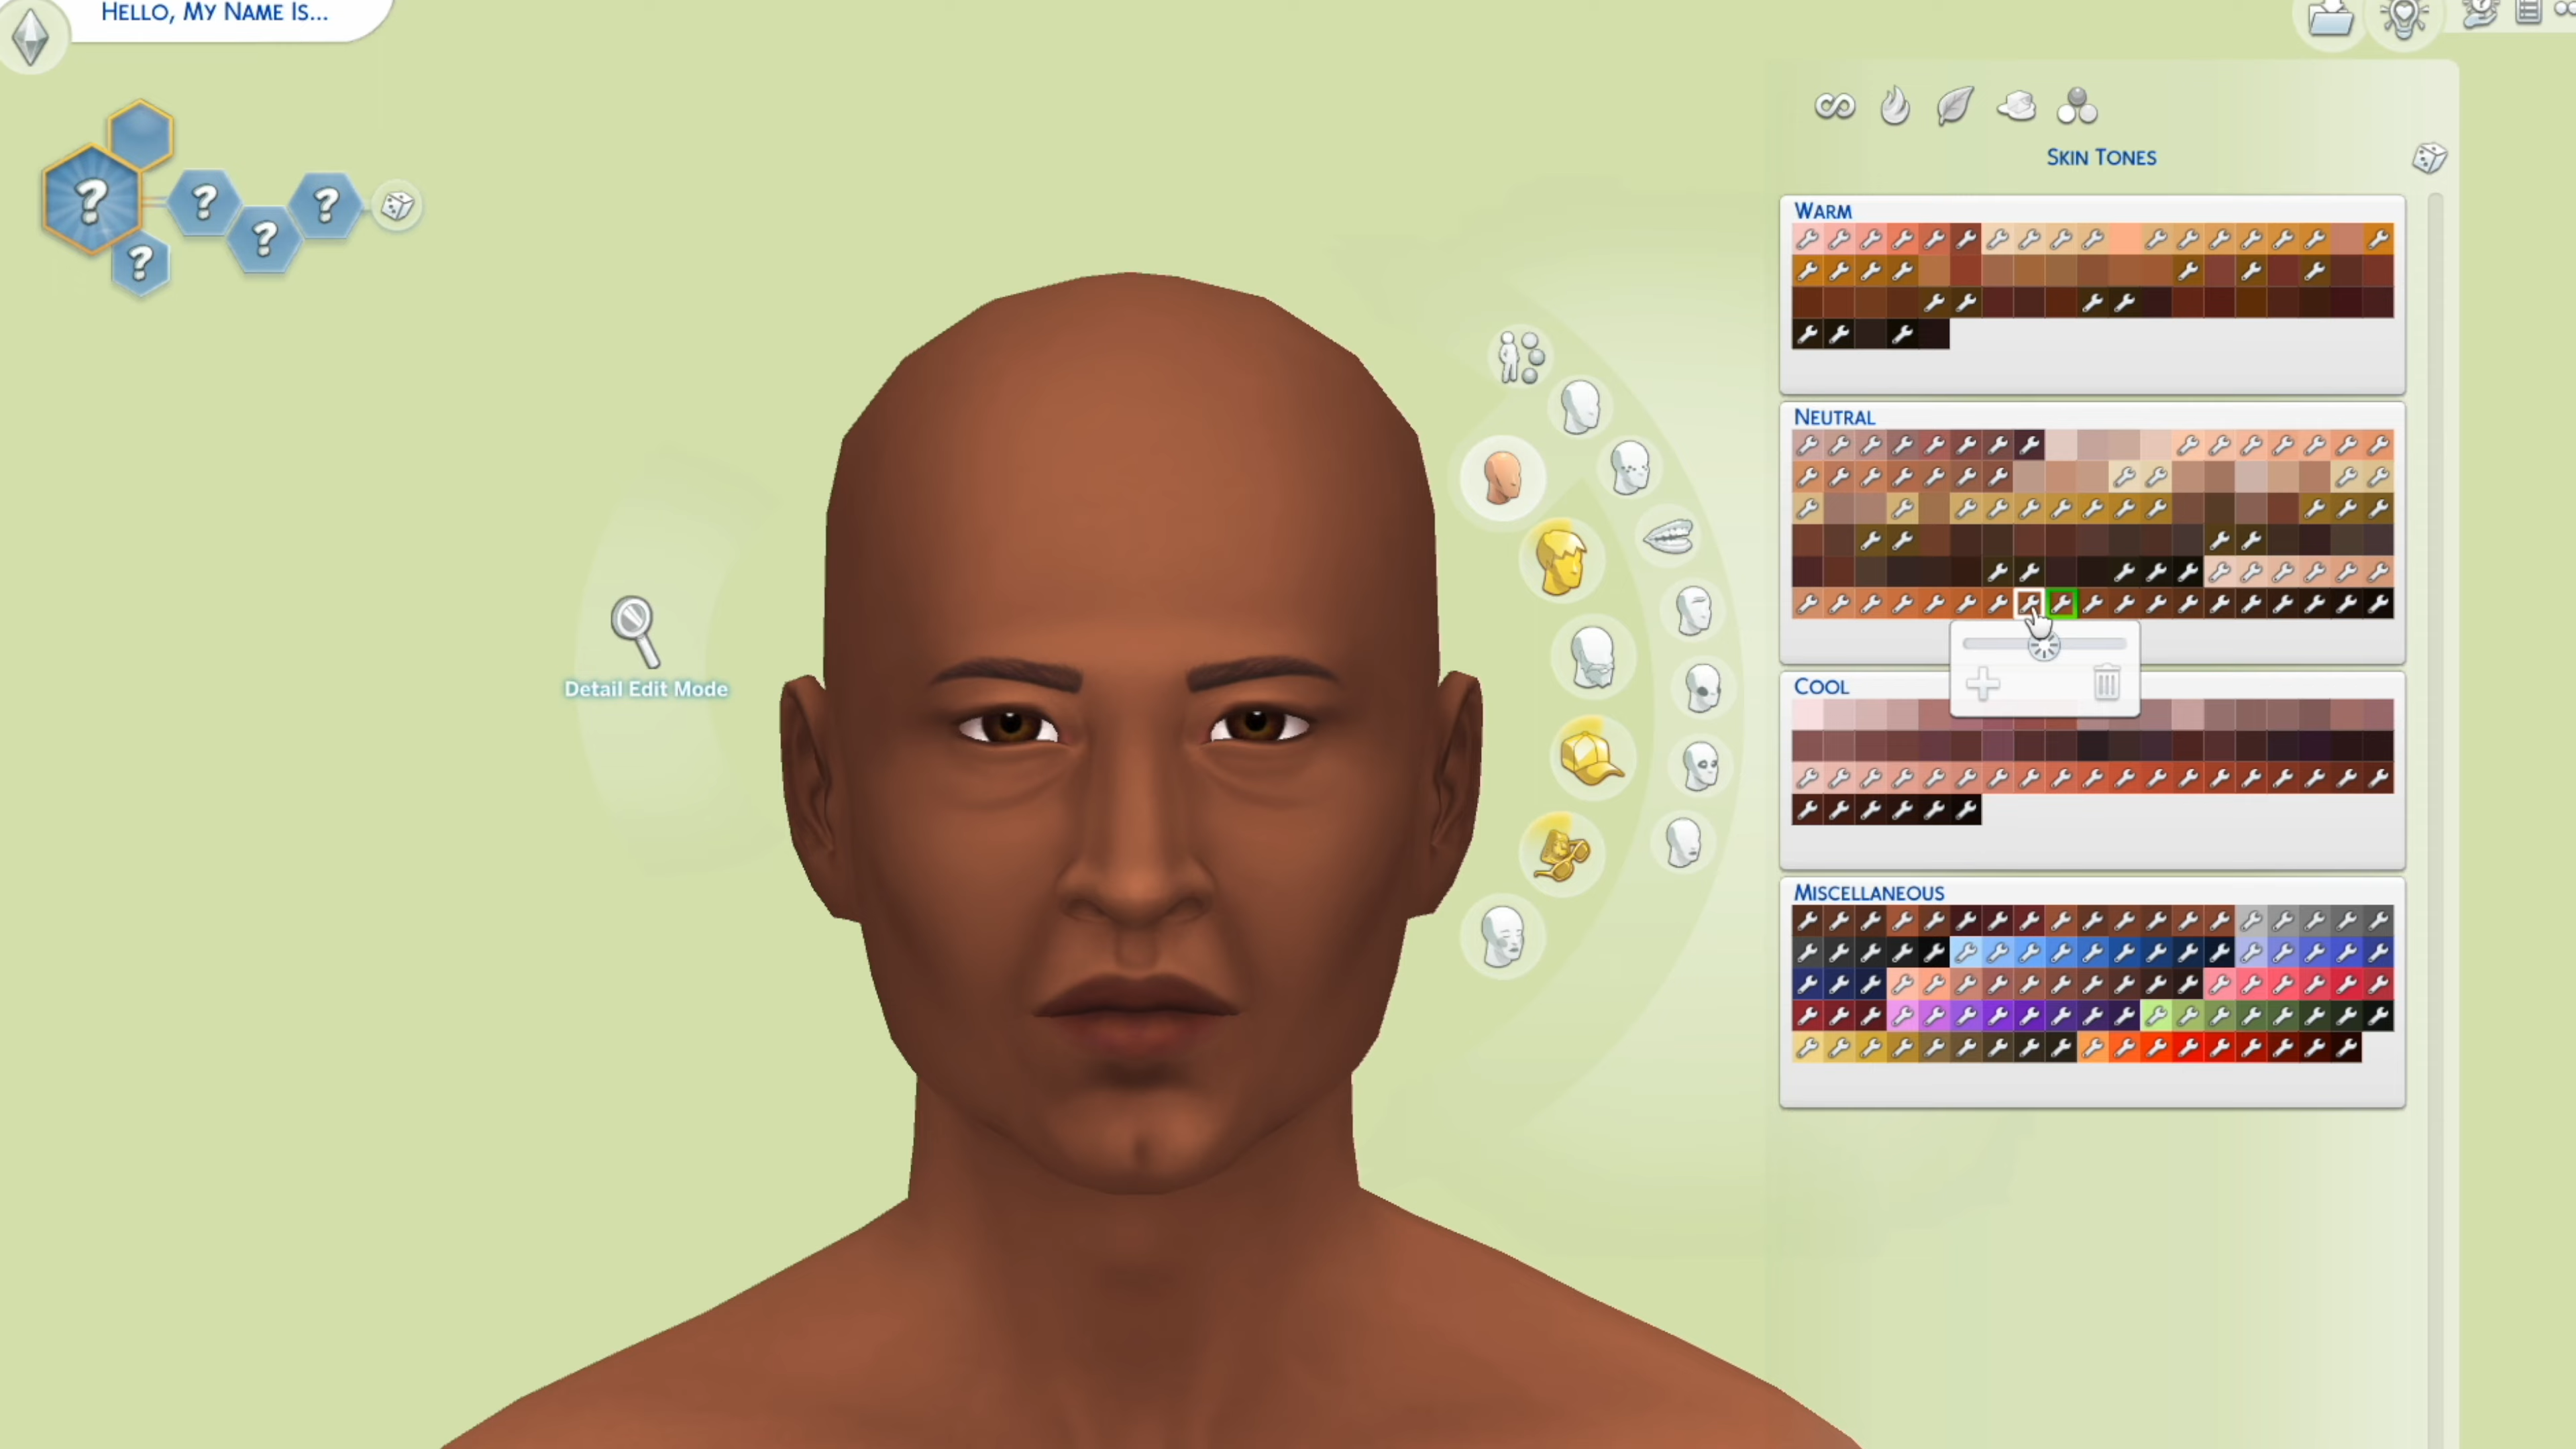 HELLO, MY NAME IS...
SKIN TONES
WARM
NEUTRAL
Detail Edit Mode
COOL
MISCELLANEOUS